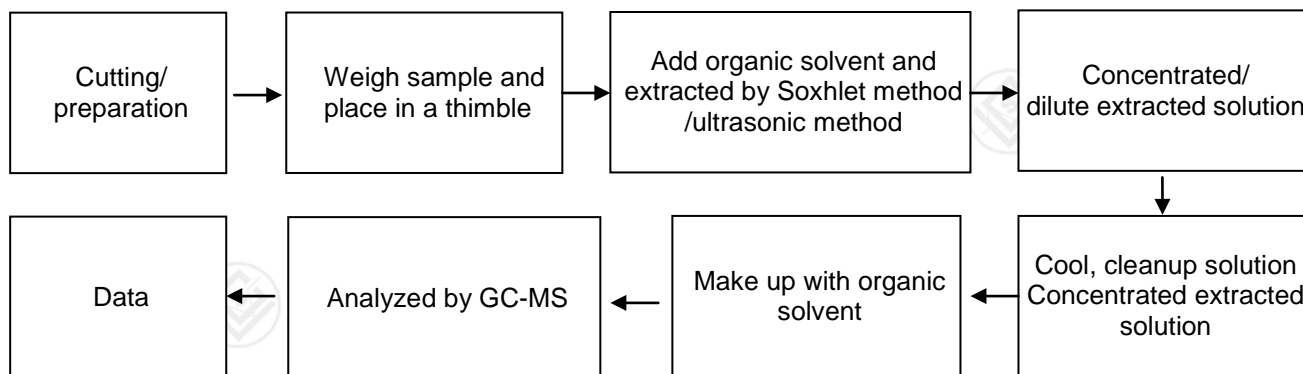 Cutting/
preparation
Weigh sample and
place in a thimble
Add organic solvent and
extracted by Soxhlet method
/ultrasonic method
Concentrated/
dilute extracted solution
Cool, cleanup solution
Concentrated extracted
solution
Make up with organic
solvent
Analyzed by GC-MS
Data